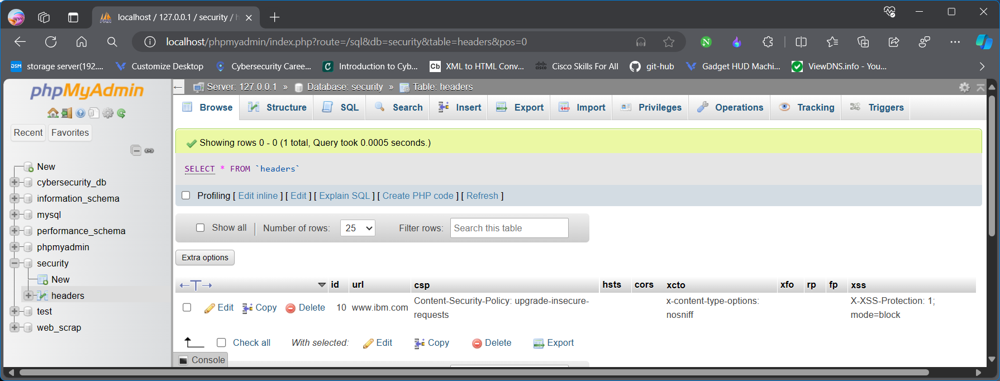 localhost / 127.0.0.1 / security / h
localhost/phpmyadmin/index.php?route=/sql&db=security&table=headers&pos=0
DSM storage server(192.... Customize Desktop Cybersecurity Caree... Introduction to Cyb... Cb XML to HTML Conv... cisco Cisco Skills For All git-hub Gadget HUD Machi... ViewDNS.info - You...
phpMyAdmin
Recent Favorites
New
cybersecurity_db
information_schema
mysql
performance_schema
phpmyadmin
security
New
headers
test
web_scrap
Server: 127.0.0.1 » Database: security » Table: headers
Browse Structure SQL Search Insert Export Import Privileges Operations Tracking Triggers
Showing rows 0 - 0 (1 total, Query took 0.0005 seconds.)
SELECT * FROM `headers`
Profiling [ Edit inline ] [ Edit ] [ Explain SQL ] [ Create PHP code ] [ Refresh ]
Show all Number of rows: 25 Filter rows: Search this table
Extra options
id url csp hsts cors xcto xfo rp fp xss
Edit Copy Delete 10 www.ibm.com Content-Security-Policy: upgrade-insecure-requests x-content-type-options: nosniff X-XSS-Protection: 1; mode=block
Check all With selected: Edit Copy Delete Export
Console